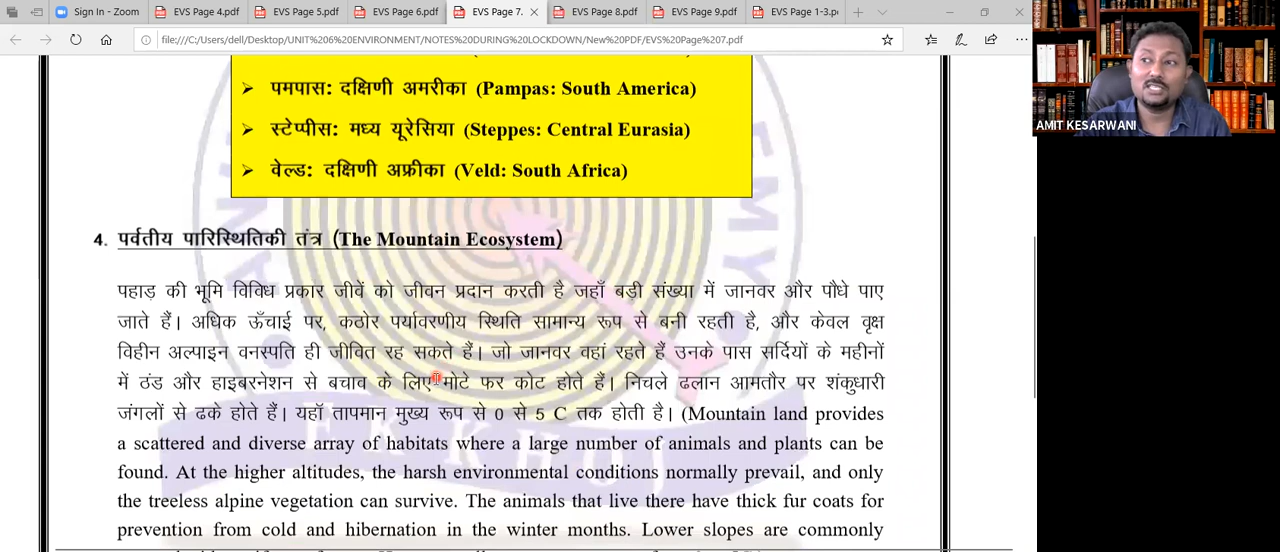 Sign In - Zoom
EVS Page 4.pdf
EVS Page 5.pdf
EVS Page 6.pdf
EVS Page 7.
EVS Page 8.pdf
EVS Page 9.pdf
EVS Page 1-3.p
file:///C:/Users/dell/Desktop/UNIT%206%20ENVIRONMENT/NOTES%20DURING%20LOCKDOWN/New%20PDF/EVS%20Page%207.pdf
AMIT KESARWANI
➢ पमपास: दक्षिणी अमरीका (Pampas: South America)
➢ स्टेप्पीस: मध्य यूरेसिया (Steppes: Central Eurasia)
➢ वेल्ड: दक्षिणी अफ्रीका (Veld: South Africa)
4. पर्वतीय पारिस्थितिकी तंत्र (The Mountain Ecosystem)
पहाड़ की भूमि विविध प्रकार जीवें को जीवन प्रदान करती है जहाँ बड़ी संख्या में जानवर और पौधे पाए
जाते हैं। अधिक ऊँचाई पर, कठोर पर्यावरणीय स्थिति सामान्य रूप से बनी रहती है, और केवल वृक्ष
विहीन अल्पाइन वनस्पति ही जीवित रह सकते हैं। जो जानवर वहां रहते हैं उनके पास सर्दियों के महीनों
में ठंड और हाइबरनेशन से बचाव के लिए मोटे फर कोट होते हैं। निचले ढलान आमतौर पर शंकुधारी
जंगलों से ढके होते हैं। यहाँ तापमान मुख्य रूप से 0 से 5 C तक होती है। (Mountain land provides
a scattered and diverse array of habitats where a large number of animals and plants can be
found. At the higher altitudes, the harsh environmental conditions normally prevail, and only
the treeless alpine vegetation can survive. The animals that live there have thick fur coats for
prevention from cold and hibernation in the winter months. Lower slopes are commonly